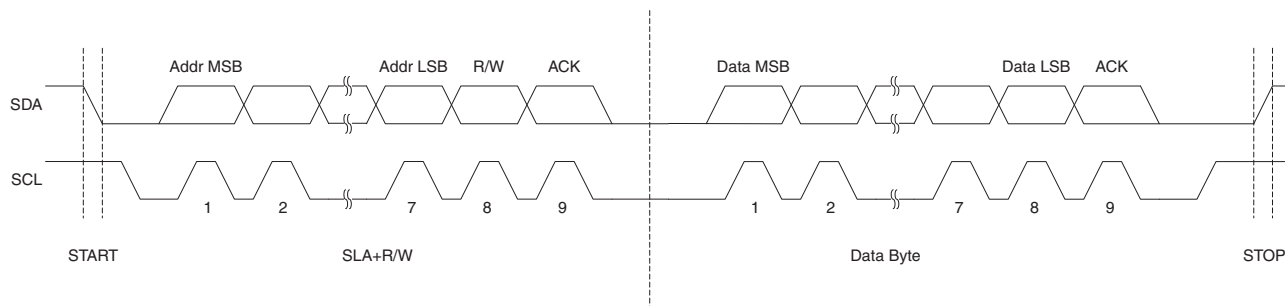 Addr MSB Addr LSB R/W ACK Data MSB Data LSB ACK
SDA
SCL
1 2 7 8 9 1 2 7 8 9
START SLA+R/W Data Byte STOP